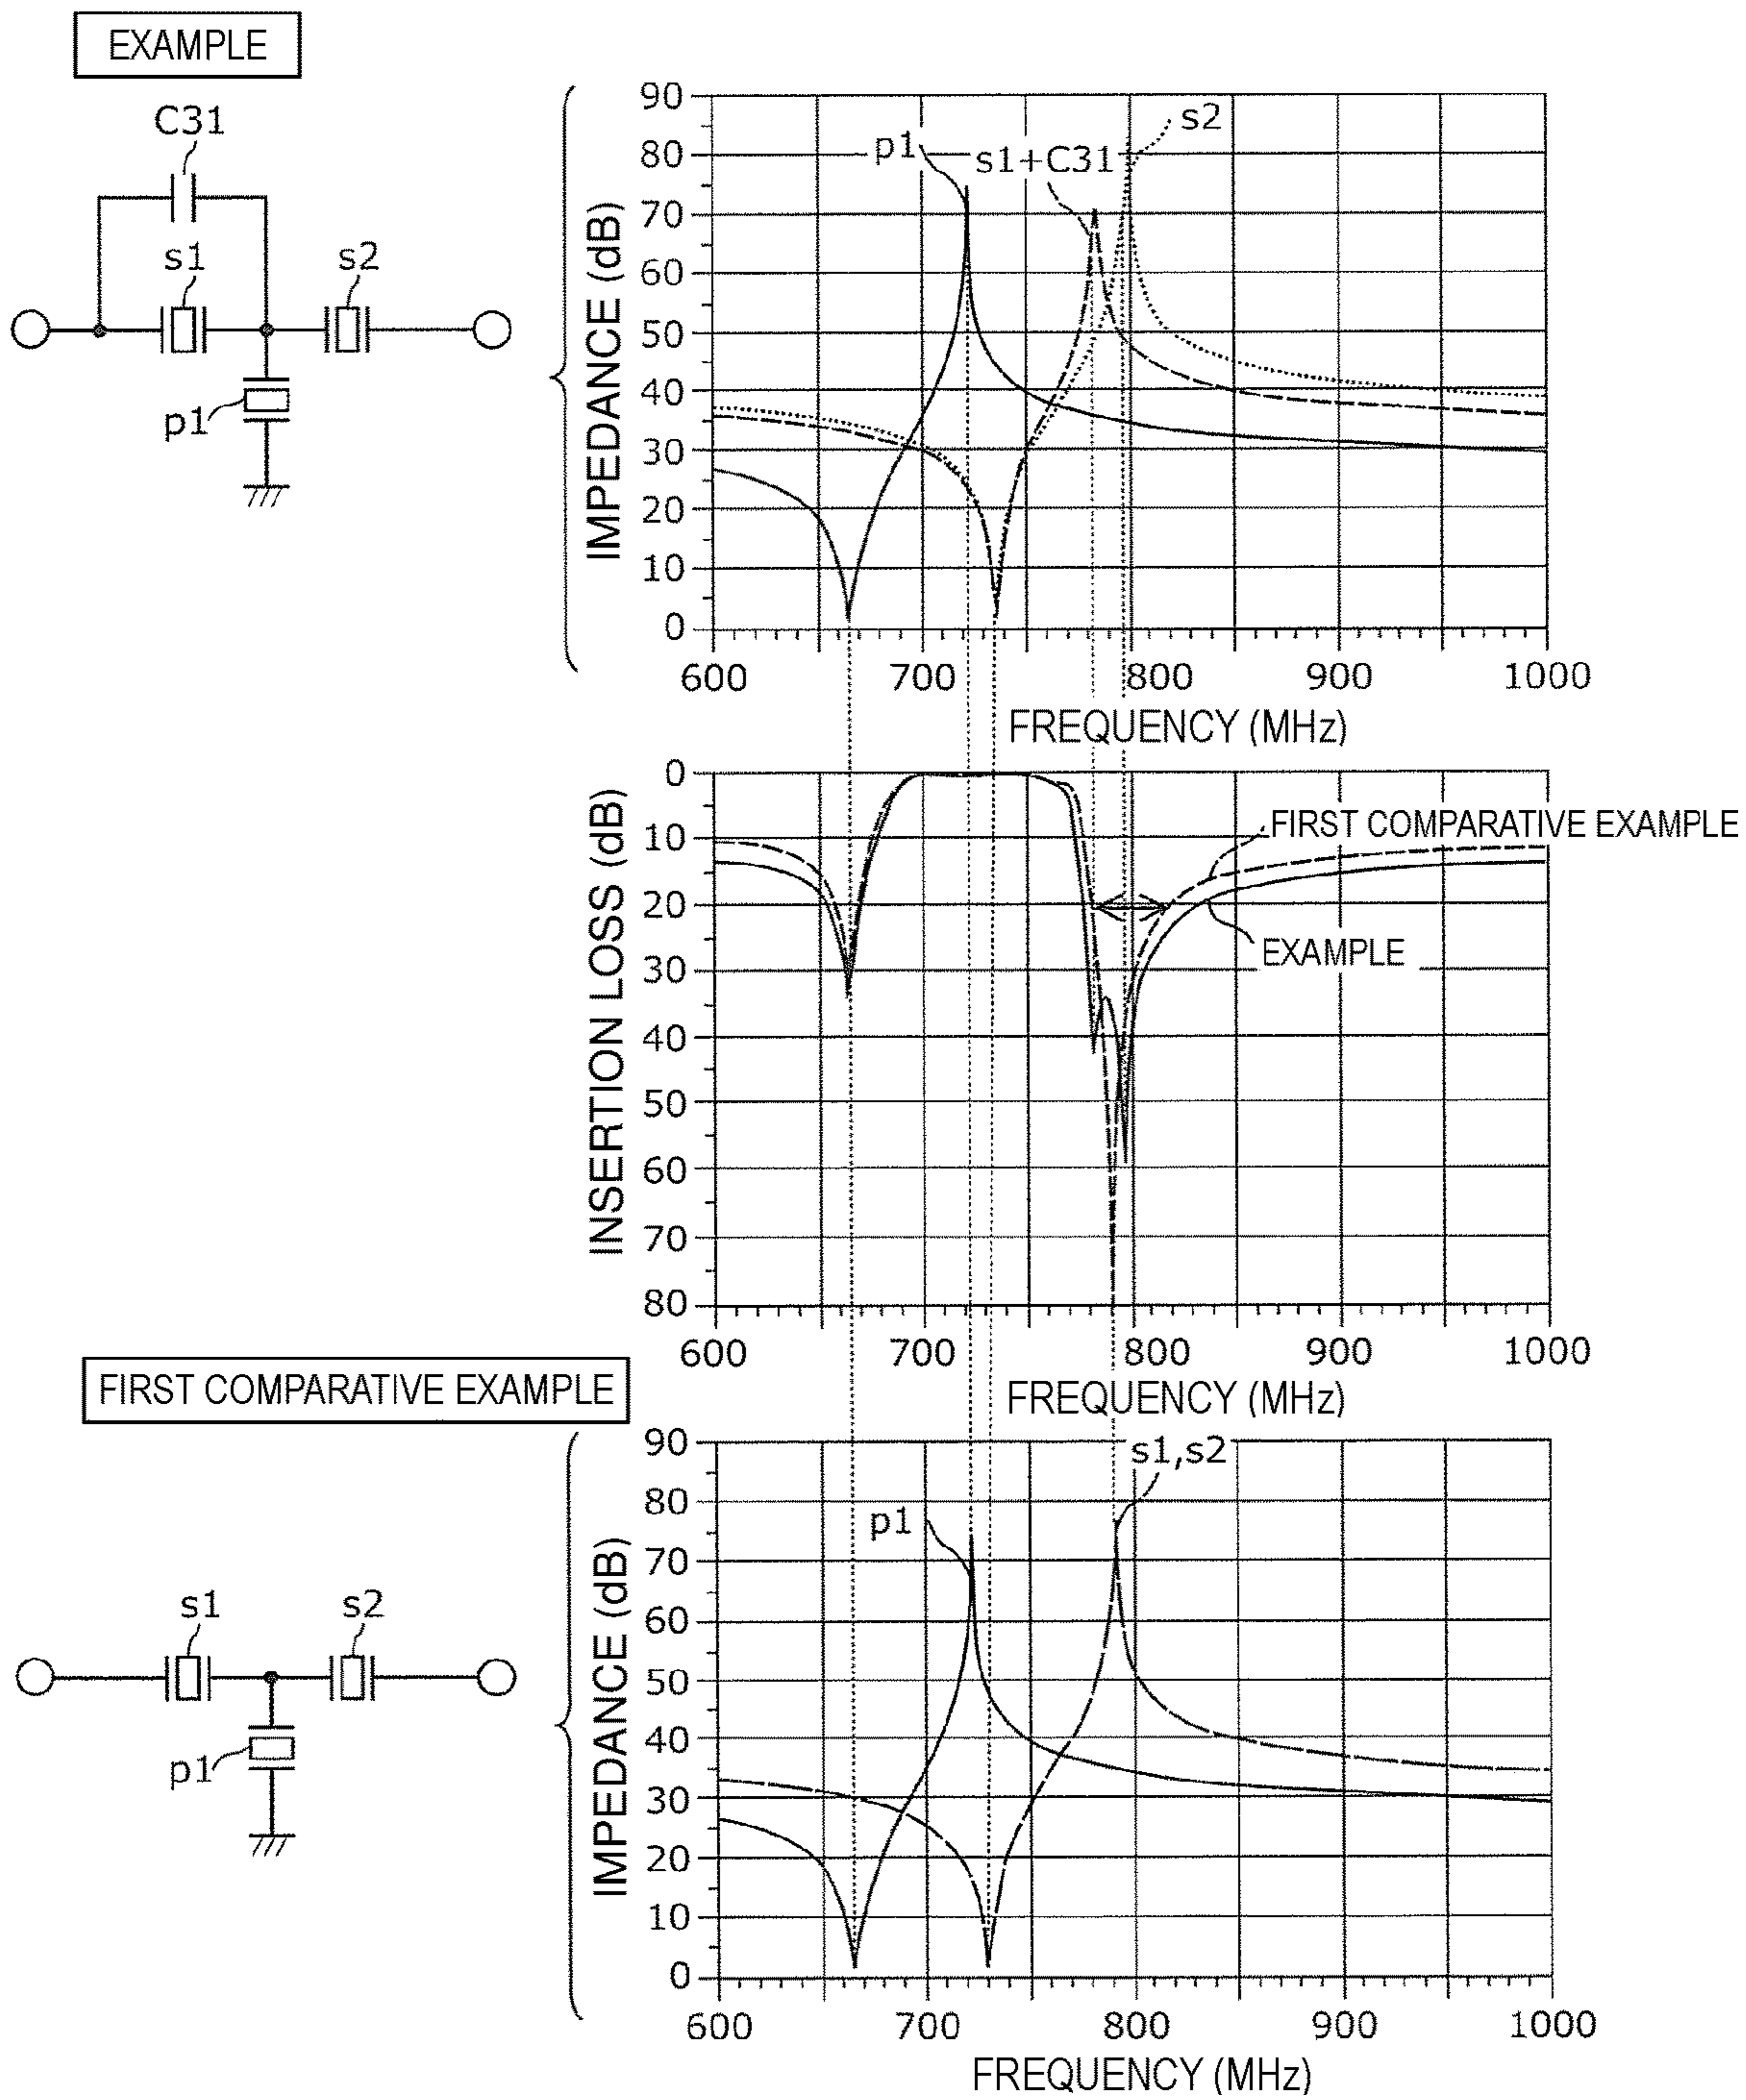 EXAMPLE
C31
s1
s2
p1
IMPEDANCE (dB)
90
80
70
60
50
40
30
20
10
0
p1
s1+C31
s2
600 700 800 900 1000
FREQUENCY (MHz)
INSERTION LOSS (dB)
0
10
20
30
40
50
60
70
80
FIRST COMPARATIVE EXAMPLE
EXAMPLE
600 700 800 900 1000
FREQUENCY (MHz)
FIRST COMPARATIVE EXAMPLE
s1
s2
p1
IMPEDANCE (dB)
90
80
70
60
50
40
30
20
10
0
p1
s1,s2
600 700 800 900 1000
FREQUENCY (MHz)